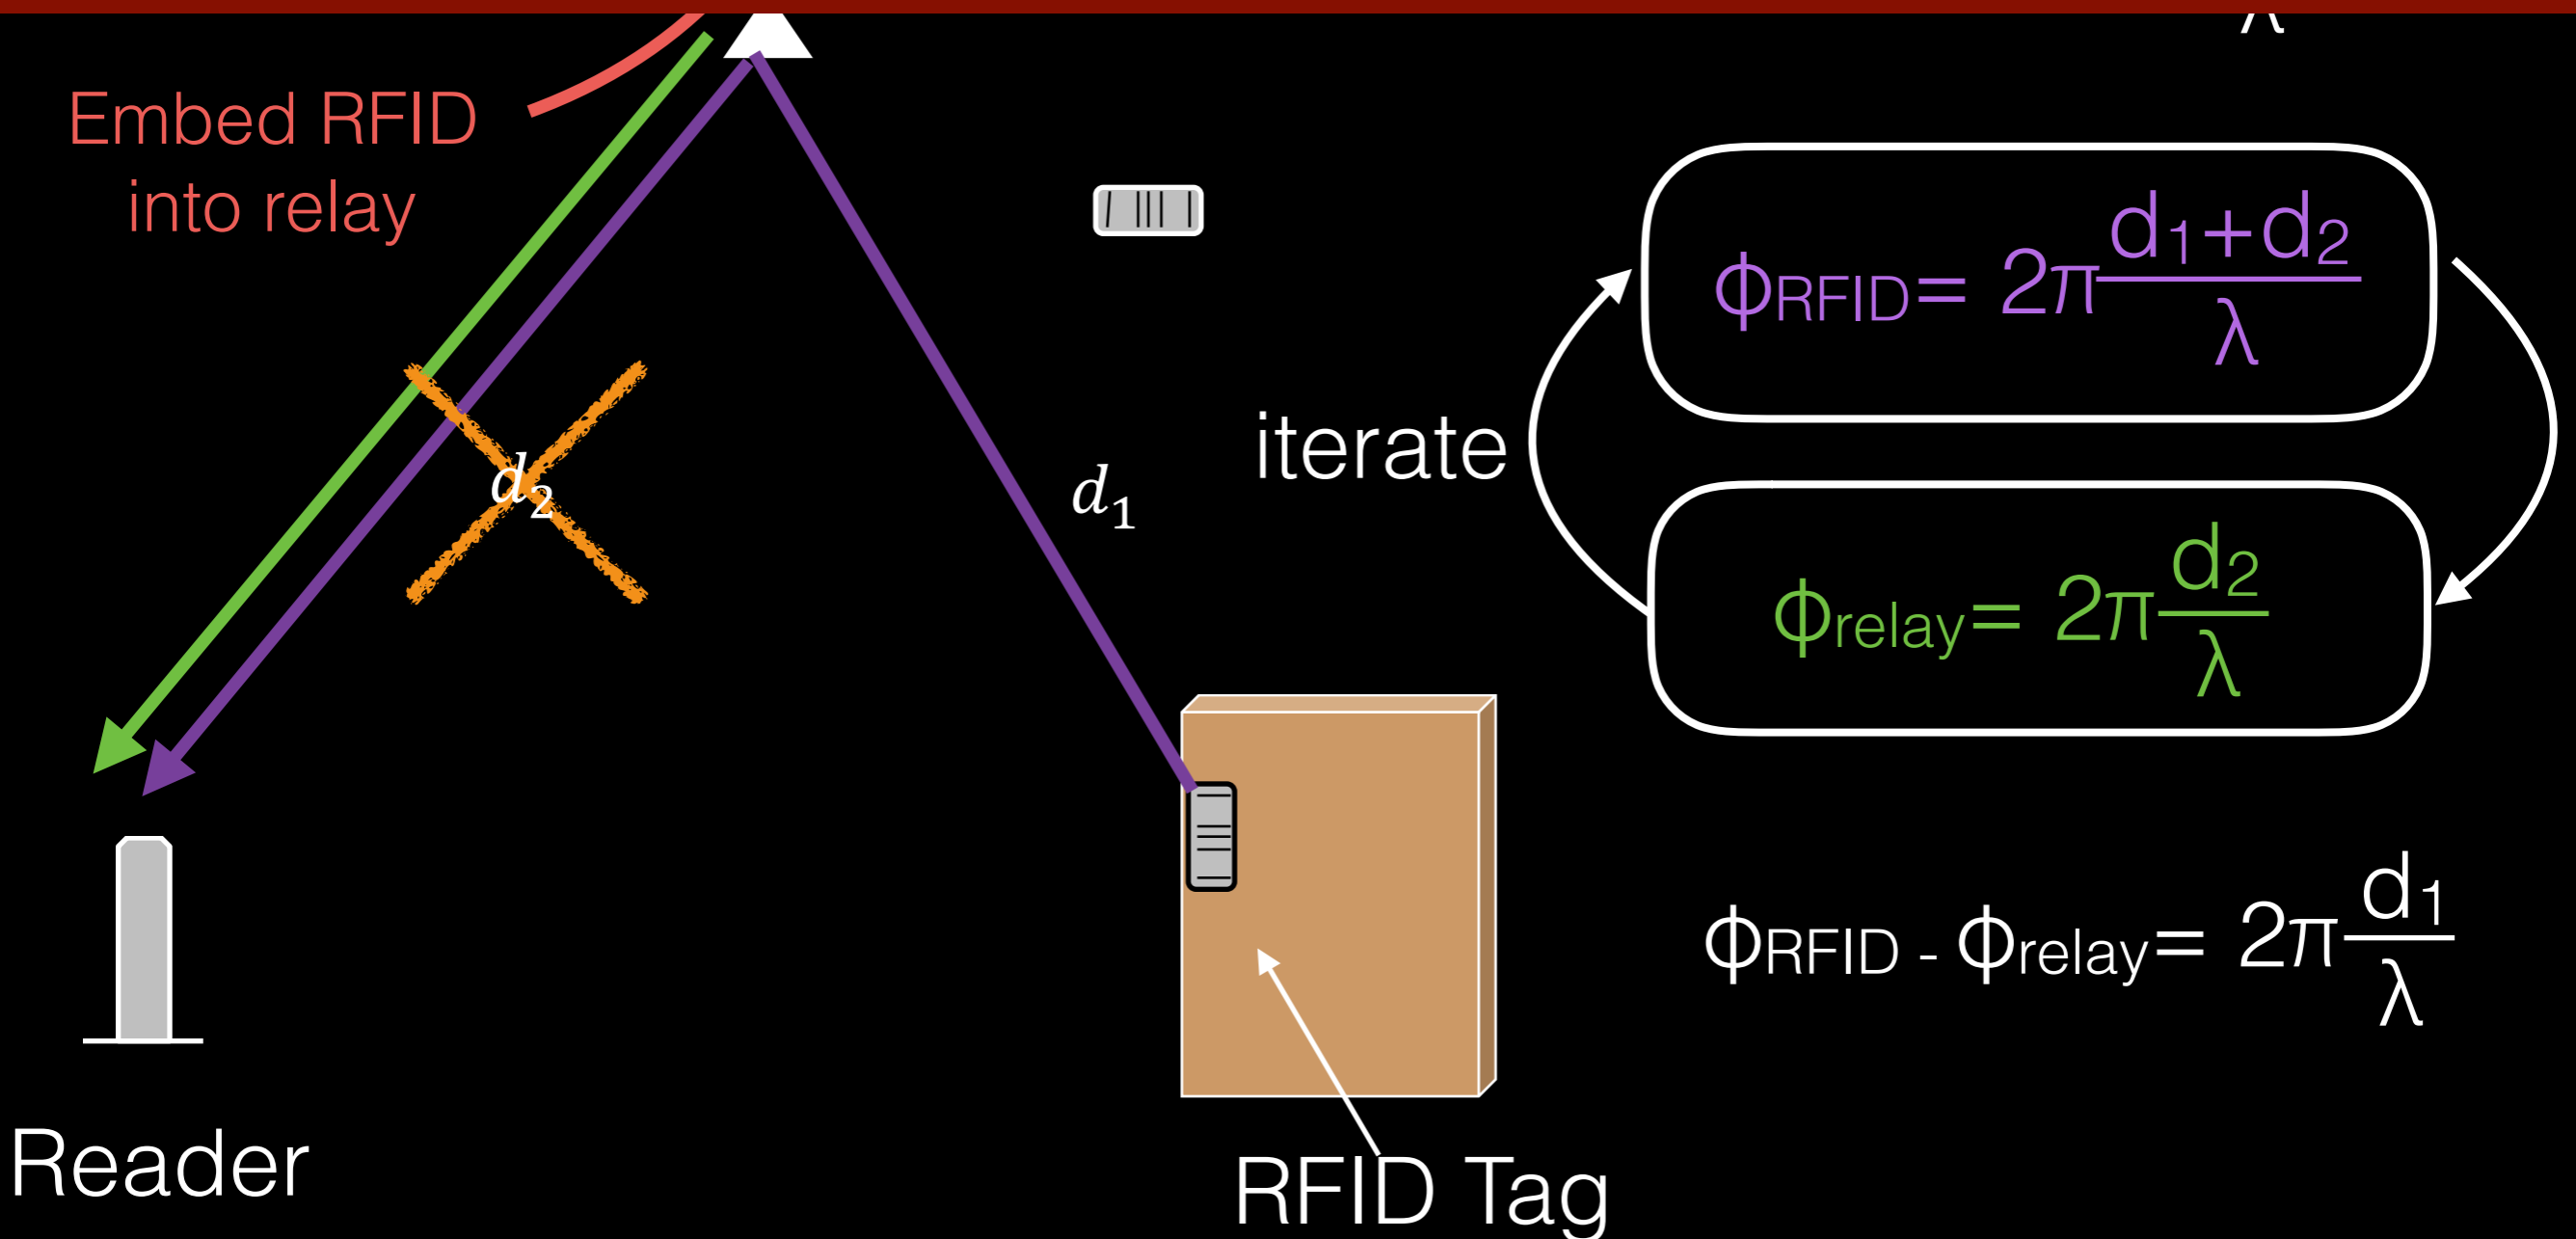 Embed RFID
into relay
ϕRFID= 2π d1+d2
λ
iterate
d2
d1
ϕrelay= 2π d2
λ
ϕRFID - ϕrelay= 2π d1
λ
Reader
RFID Tag